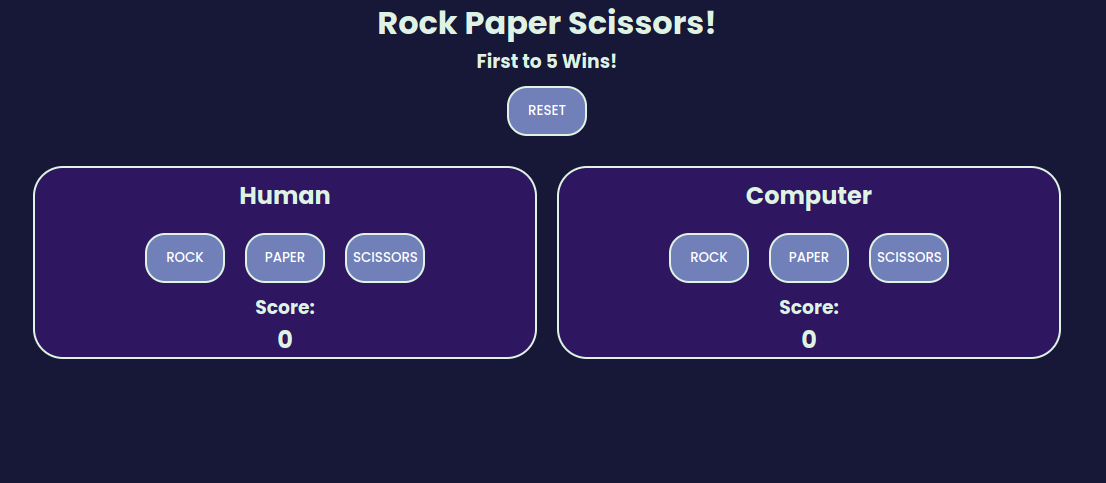 Rock Paper Scissors!
First to 5 Wins!
RESET
Human
ROCK PAPER SCISSORS
Score:
0
Computer
ROCK PAPER SCISSORS
Score:
0